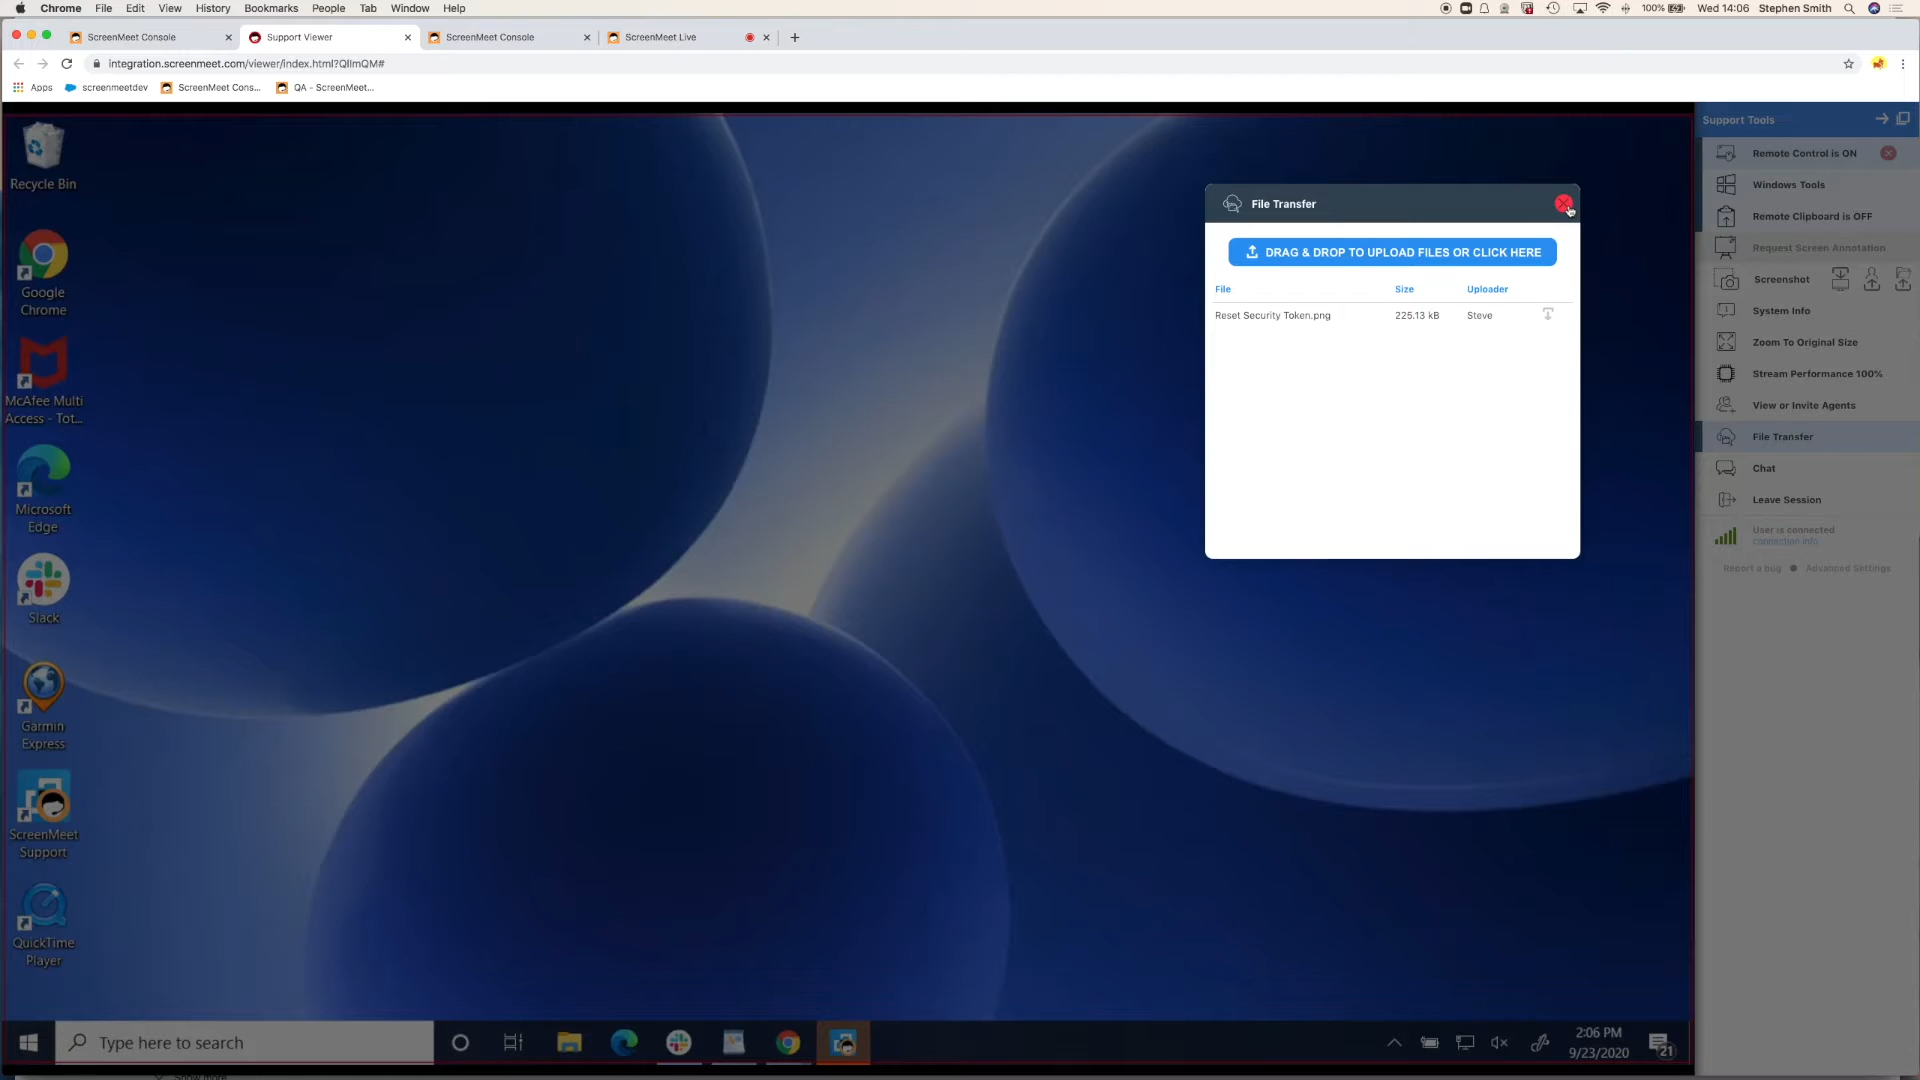 Chrome File Edit View History Bookmarks People Tab Window Help
100% Wed 14:06 Stephen Smith
ScreenMeet Console
Support Viewer
ScreenMeet Console
ScreenMeet Live
integration.screenmeet.com/viewer/index.html?QIlmQM#
Apps screenmeetdev ScreenMeet Cons... QA - ScreenMeet...
Recycle Bin
Google
Chrome
McAfee Multi
Access - Tot...
Microsoft
Edge
Slack
Garmin
Express
ScreenMeet
Support
QuickTime
Player
File Transfer
DRAG & DROP TO UPLOAD FILES OR CLICK HERE
File Size Uploader
Reset Security Token.png 225.13 kB Steve
Support Tools
Remote Control is ON
Windows Tools
Remote Clipboard is OFF
Request Screen Annotation
Screenshot
System Info
Zoom To Original Size
Stream Performance 100%
View or Invite Agents
File Transfer
Chat
Leave Session
User is connected
connection info
Report a bug Advanced Settings
Type here to search
2:06 PM
9/23/2020
21